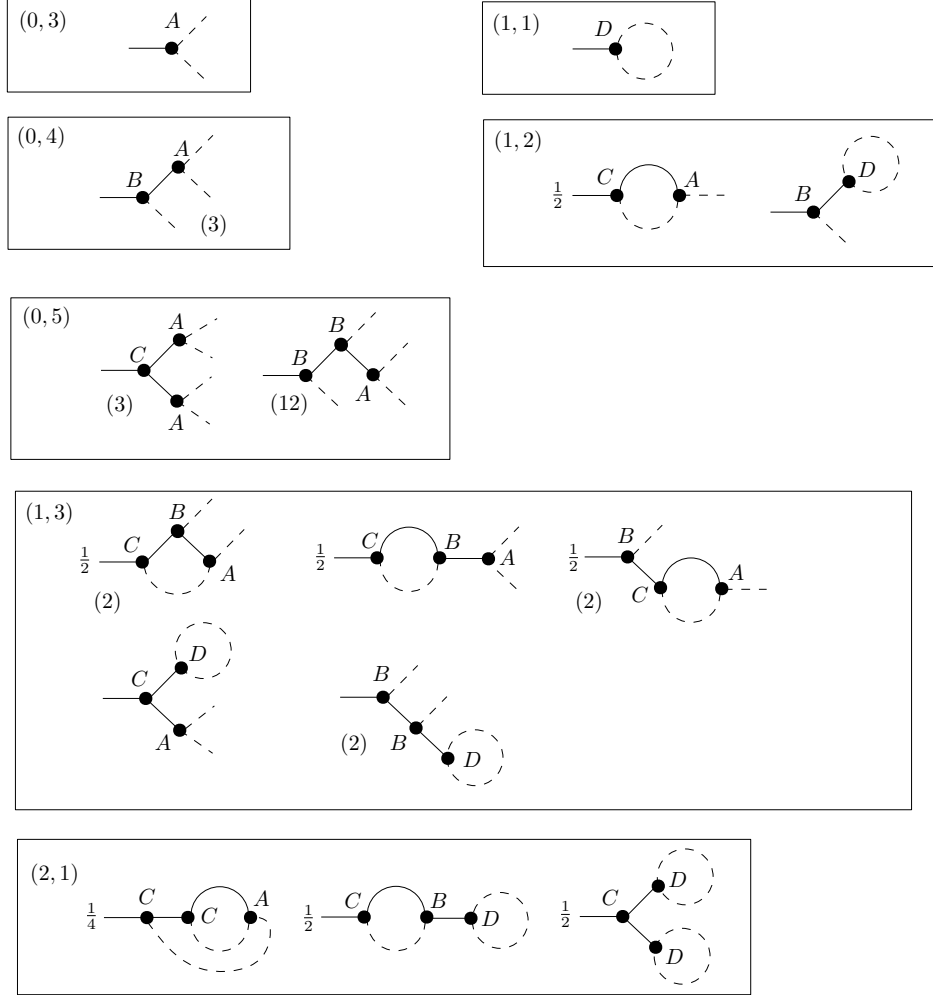 (0, 3)
A
(1, 1)
D
(0, 4)
B
A
(3)
(1, 2)
1/2
C
A
B
D
(0, 5)
C
A
A
(3)
B
B
A
(12)
(1, 3)
1/2
C
B
A
(2)
1/2
C
B
A
1/2
B
C
A
(2)
C
D
A
B
B
D
(2)
(2, 1)
1/4
C
C
A
1/2
C
B
D
1/2
C
D
D